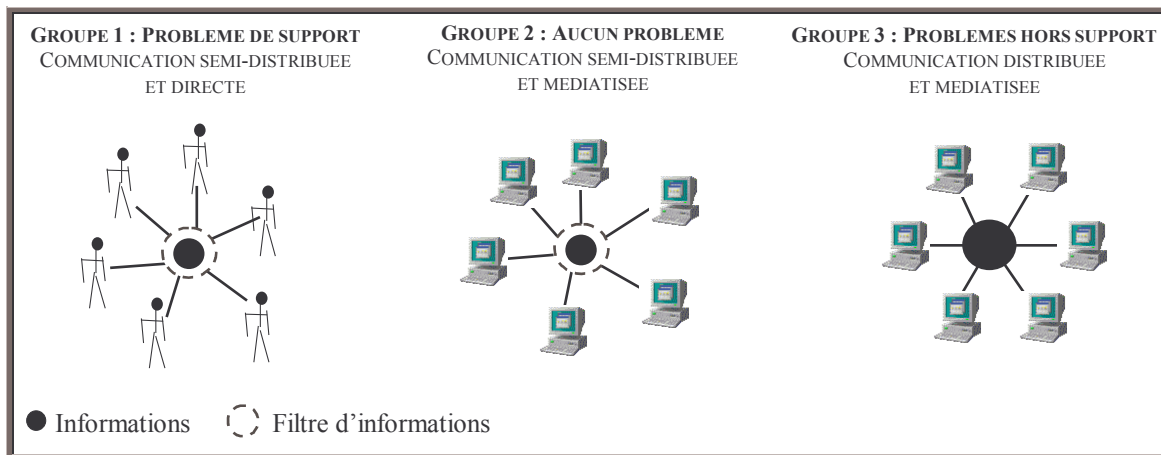 GROUPE 1 : PROBLEME DE SUPPORT
COMMUNICATION SEMI-DISTRIBUEE
ET DIRECTE
GROUPE 2 : AUCUN PROBLEME
COMMUNICATION SEMI-DISTRIBUEE
ET MEDIATISEE
GROUPE 3 : PROBLEMES HORS SUPPORT
COMMUNICATION DISTRIBUEE
ET MEDIATISEE
Informations
Filtre d'informations